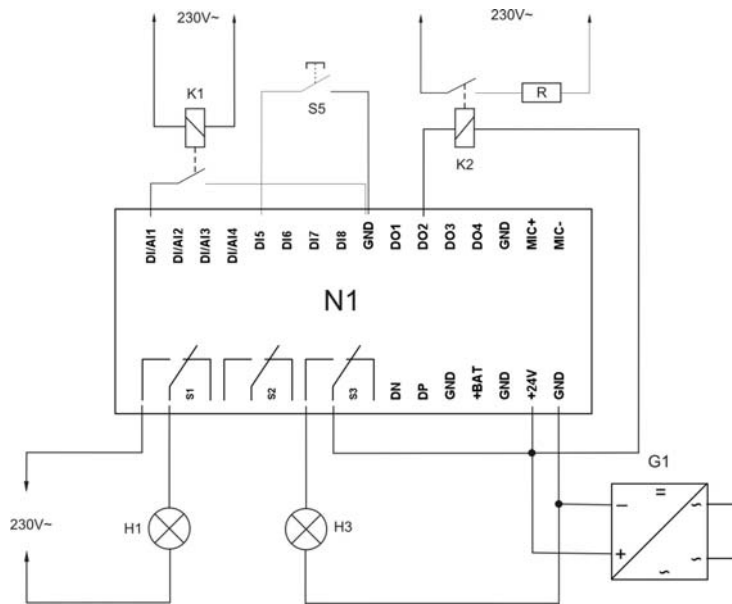 230V~
230V~
K1
S5
R
K2
DI/AI1
DI/AI2
DI/AI3
DI/AI4
DI5
DI6
DI7
DI8
GND
DO1
DO2
DO3
DO4
GND
MIC+
MIC-
N1
S1
S2
S3
DN
DP
GND
+BAT
GND
+24V
GND
G1
230V~
H1
H3
=
−
~
+
~
~